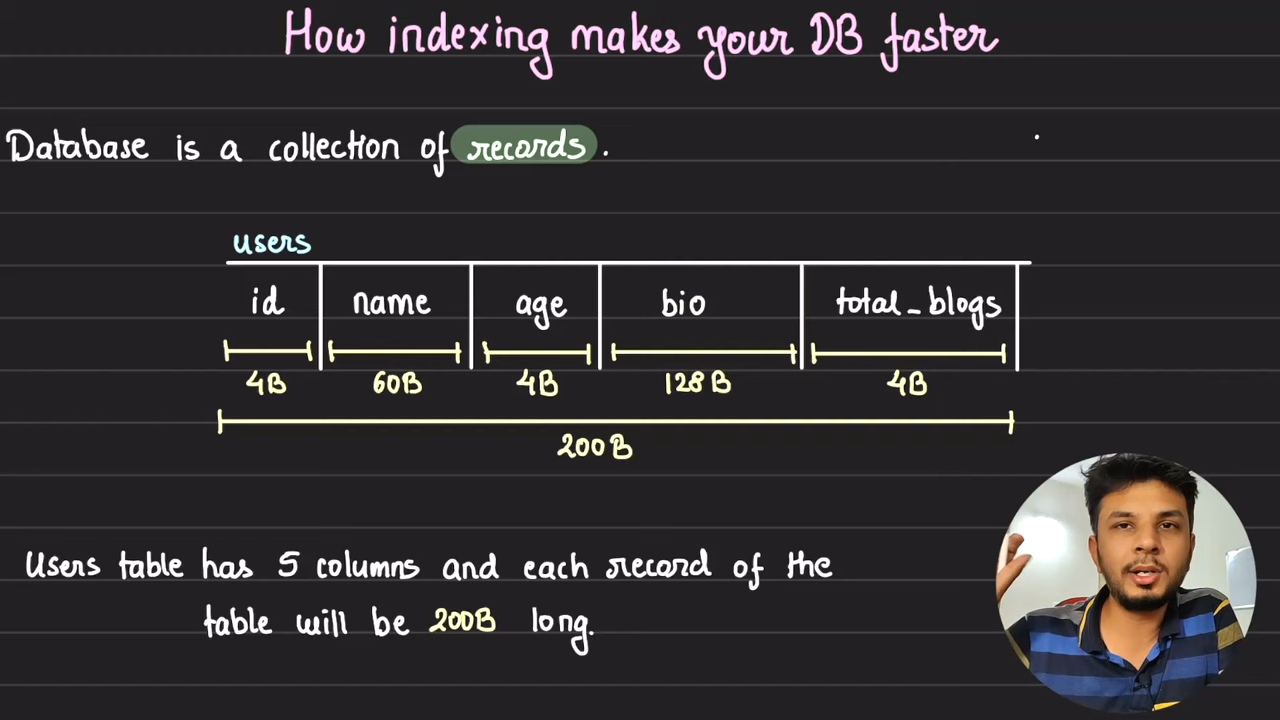 How indexing makes your DB faster
Database is a collection of records.
users
id name age bio total_blogs
4B 60B 4B 128B 4B
200B
Users table has 5 columns and each record of the
table will be 200B long.